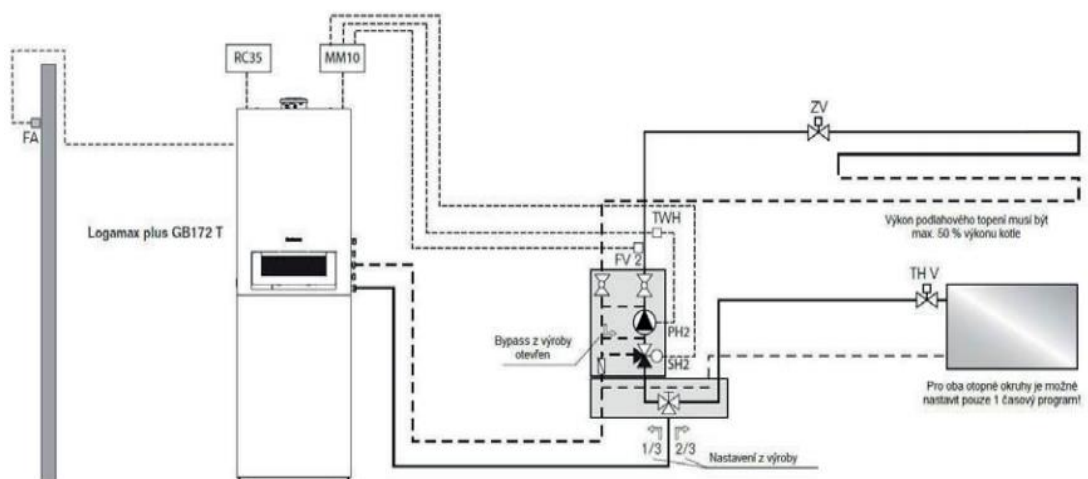 RC35
MM10
FA
ZV
Logamax plus GB172 T
TWH
FV 2
Výkon podlahového topení musí být
max. 50 % výkonu kotle
TH V
PH2
Bypass z výroby
otevřen
SH2
Pro oba otopné okruhy je možné
nastavit pouze 1 časový program!
1/3
2/3
Nastavení z výroby